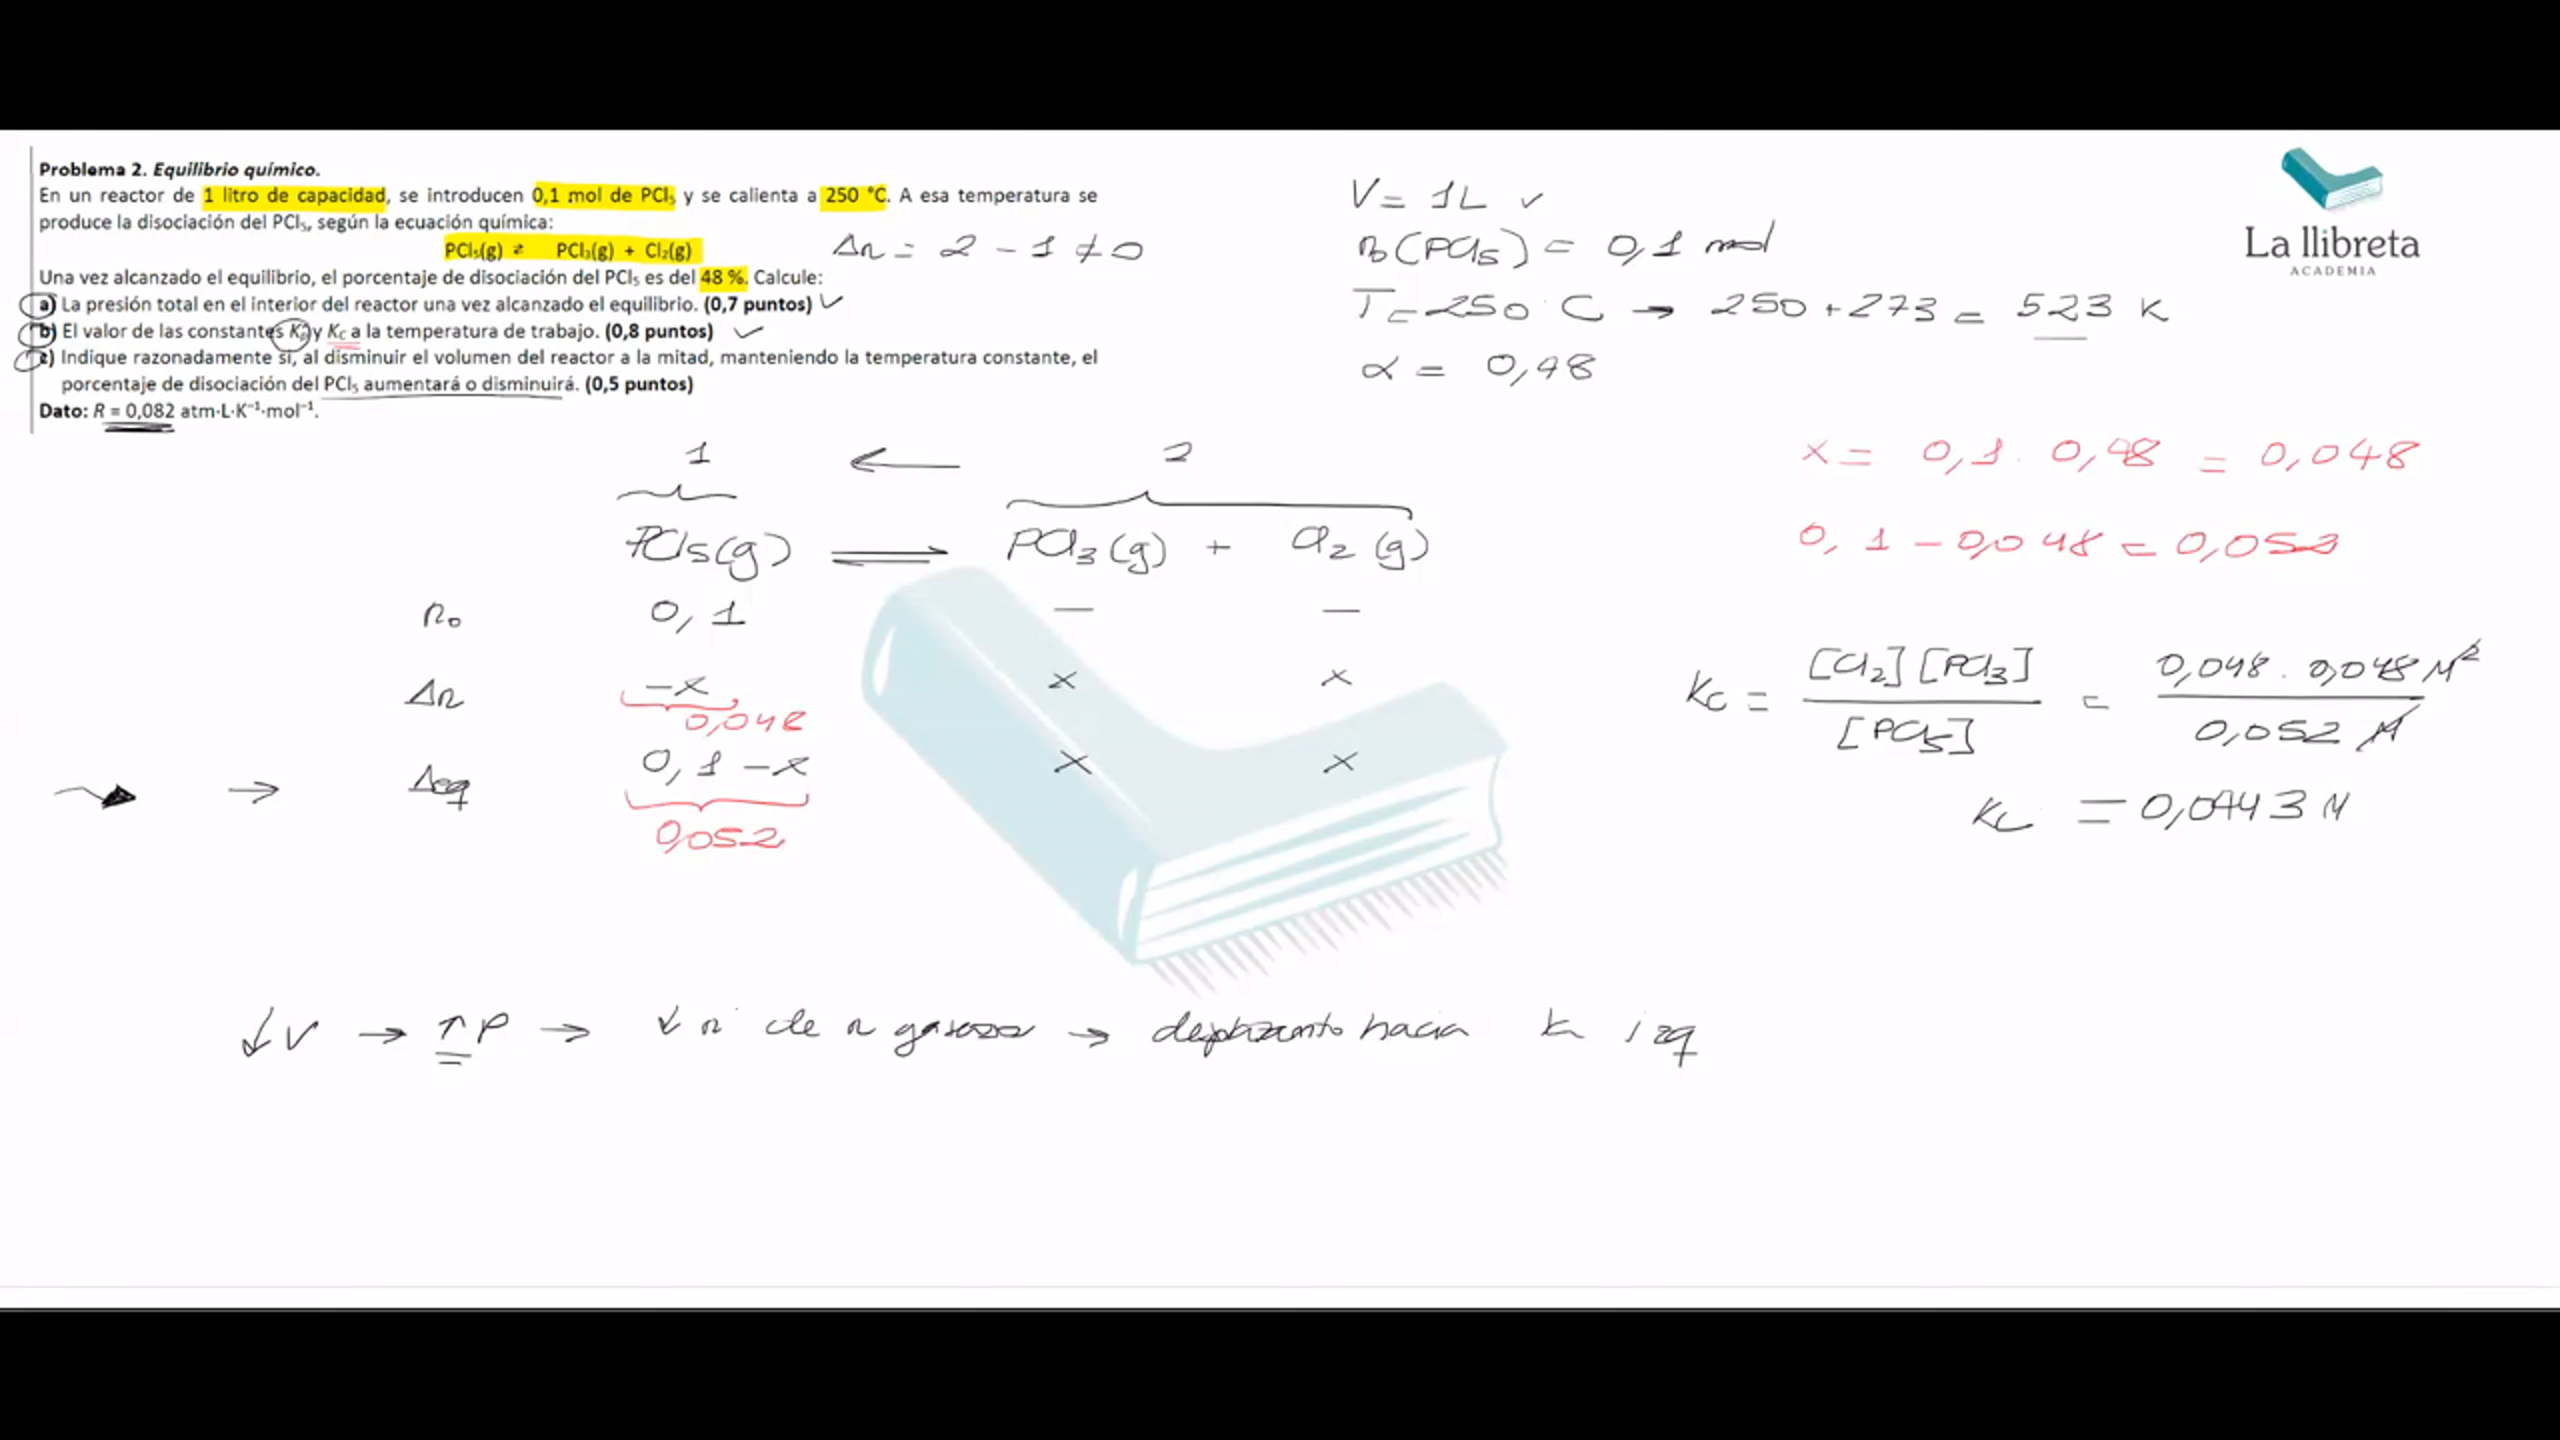 Problema 2. Equilibrio químico.
En un reactor de 1 litro de capacidad, se introducen 0,1 mol de PCl₅ y se calienta a 250 °C. A esa temperatura se
produce la disociación del PCl₅, según la ecuación química:
PCl₅(g) ⇄ PCl₃(g) + Cl₂(g)
Δn = 2 - 1 ≠ 0
Una vez alcanzado el equilibrio, el porcentaje de disociación del PCl₅ es del 48 %. Calcule:
a) La presión total en el interior del reactor una vez alcanzado el equilibrio. (0,7 puntos) ✓
b) El valor de las constantes Kₚ y K_C a la temperatura de trabajo. (0,8 puntos) ✓
c) Indique razonadamente si, al disminuir el volumen del reactor a la mitad, manteniendo la temperatura constante, el
porcentaje de disociación del PCl₅ aumentará o disminuirá. (0,5 puntos)
Dato: R = 0,082 atm·L·K⁻¹·mol⁻¹.
V = 1L ✓
n₀(PCl₅) = 0,1 mol
T = 250 °C → 250 + 273 = 523 K
α = 0,48
La llibreta
ACADEMIA
x = 0,1 · 0,48 = 0,048
0,1 - 0,048 = 0,052
1 ← 2
PCl₅(g) ⇌ PCl₃(g) + Cl₂(g)
n₀ 0,1 — —
Δn -x x x
0,048
→ Δeq 0,1 - x x x
0,052
Kc = [Cl₂][PCl₃] / [PCl₅] = 0,048 · 0,048 M² / 0,052 M
Kc = 0,0443 M
↓ V → ↑ P → ↓ nº de n gaseoso → hacia izq